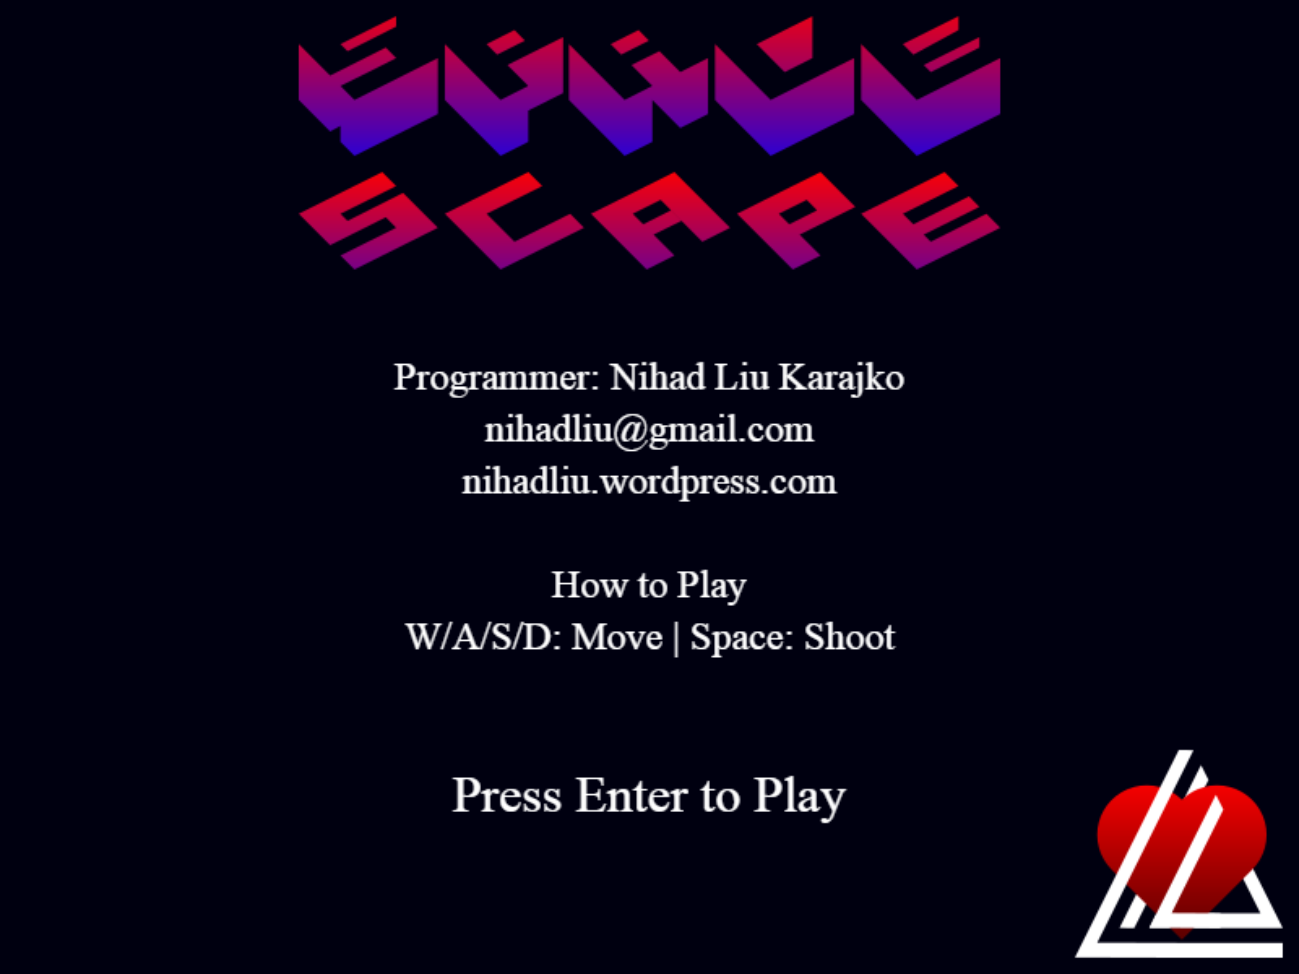 SPACE
SCAPE
Programmer: Nihad Liu Karajko
nihadliu@gmail.com
nihadliu.wordpress.com
How to Play
W/A/S/D: Move | Space: Shoot
Press Enter to Play